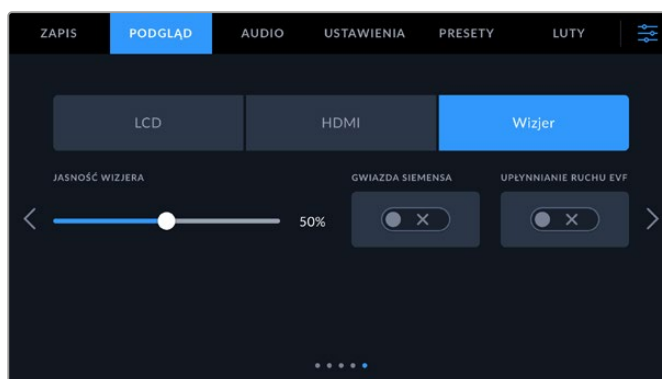 ZAPIS PODGLĄD AUDIO USTAWIENIA PRESETY LUTY
LCD HDMI Wizjer
JASNOŚĆ WIZJERA GWIAZDA SIEMENSA UPŁYNNIANIE RUCHU EVF
50%